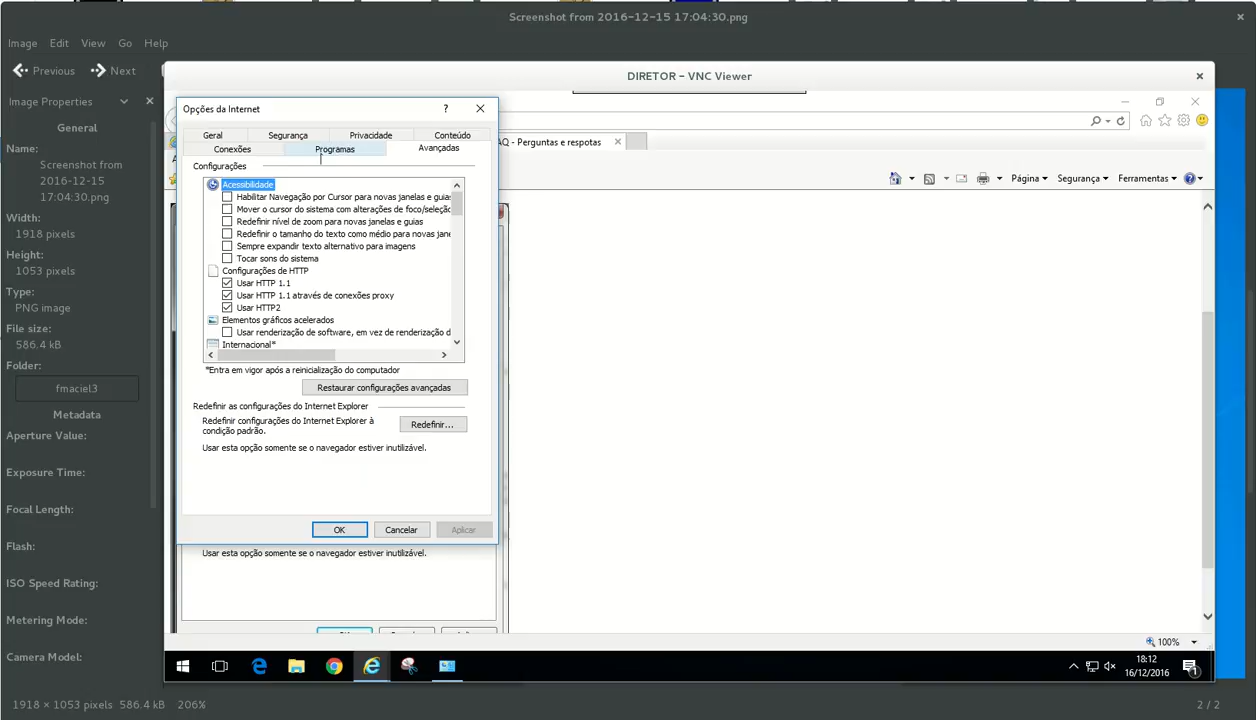 Screenshot from 2016-12-15 17:04:30.png
Image Edit View Go Help
Previous Next
Image Properties
General
Name:
Screenshot from
2016-12-15
17:04:30.png
Width:
1918 pixels
Height:
1053 pixels
Type:
PNG image
File size:
586.4 kB
Folder:
fmaciel3
Metadata
Aperture Value:
Exposure Time:
Focal Length:
Flash:
ISO Speed Rating:
Metering Mode:
Camera Model:
1918 × 1053 pixels 586.4 kB 206%
2 / 2
DIRETOR - VNC Viewer
AQ - Perguntas e respotas
Página Segurança Ferramentas
Opções da Internet
Geral Segurança Privacidade Conteúdo
Conexões Programas Avançadas
Configurações
Acessibilidade
Habilitar Navegação por Cursor para novas janelas e guias
Mover o cursor do sistema com alterações de foco/seleção
Redefinir nível de zoom para novas janelas e guias
Redefinir o tamanho do texto como médio para novas jane
Sempre expandir texto alternativo para imagens
Tocar sons do sistema
Configurações de HTTP
Usar HTTP 1.1
Usar HTTP 1.1 através de conexões proxy
Usar HTTP2
Elementos gráficos acelerados
Usar renderização de software, em vez de renderização d
Internacional*
*Entra em vigor após a reinicialização do computador
Restaurar configurações avançadas
Redefinir as configurações do Internet Explorer
Redefinir configurações do Internet Explorer à
condição padrão.
Redefinir...
Usar esta opção somente se o navegador estiver inutilizável.
OK Cancelar Aplicar
Usar esta opção somente se o navegador estiver inutilizável.
100%
18:12
16/12/2016
1